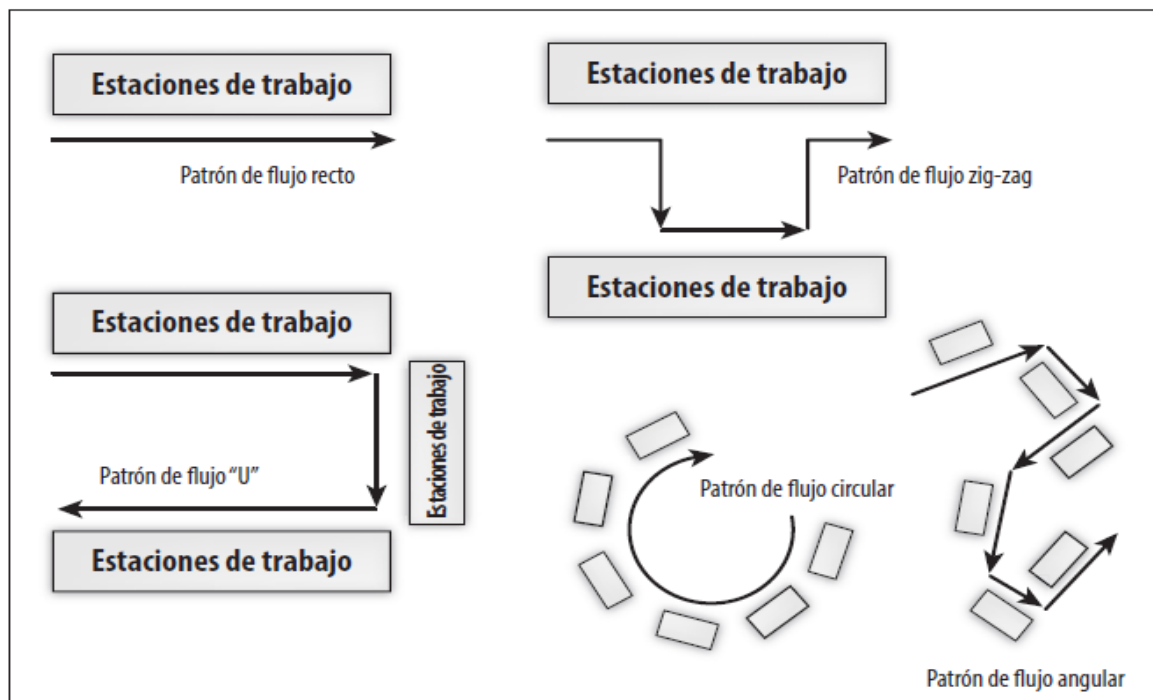 Estaciones de trabajo
Patrón de flujo recto
Estaciones de trabajo
Patrón de flujo zig-zag
Estaciones de trabajo
Estaciones de trabajo
Estaciones de trabajo
Patrón de flujo “U”
Estaciones de trabajo
Patrón de flujo circular
Patrón de flujo angular